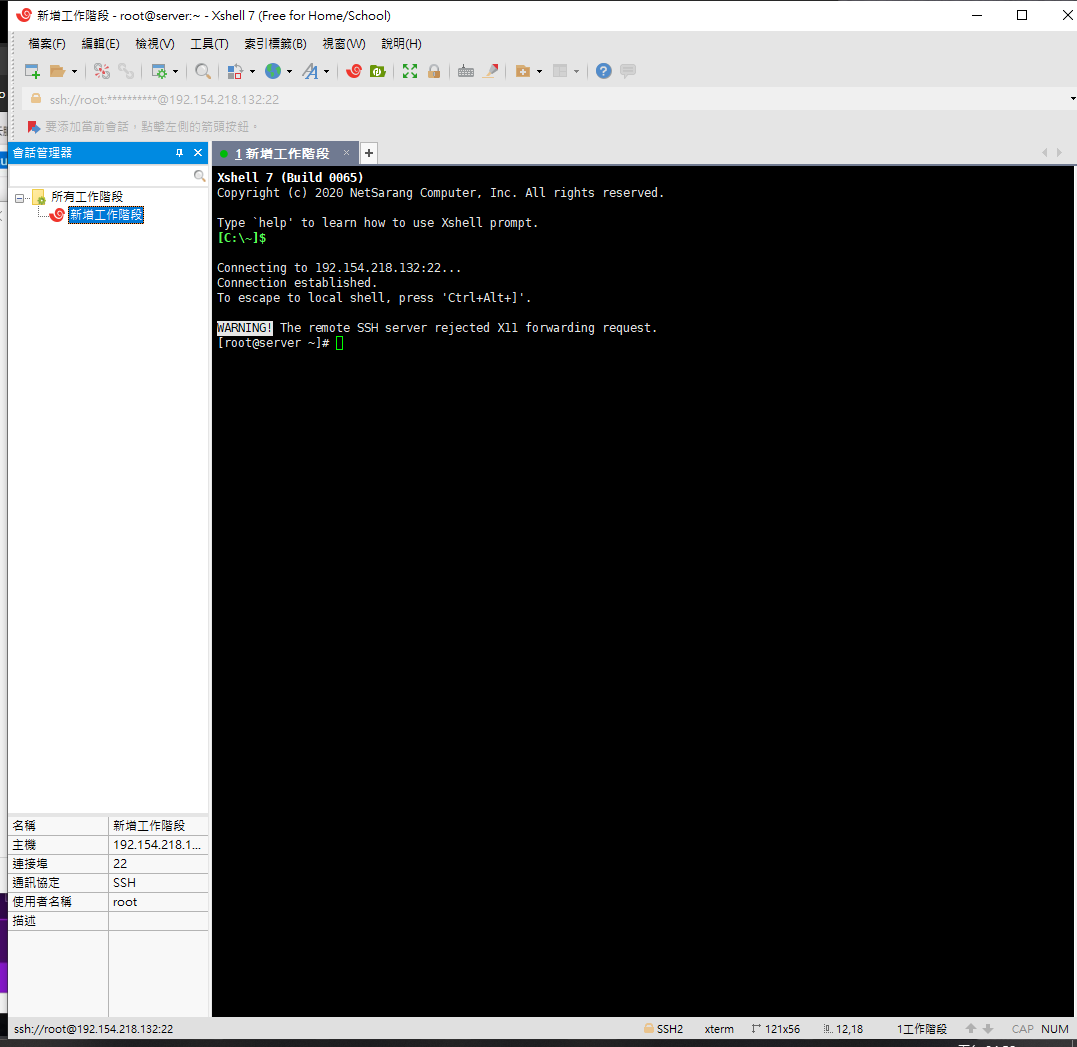 新增工作階段 - root@server:~ - Xshell 7 (Free for Home/School)
檔案(F) 編輯(E) 檢視(V) 工具(T) 索引標籤(B) 視窗(W) 說明(H)
ssh://root:**********@192.154.218.132:22
要添加當前會話，點擊左側的箭頭按鈕。
會話管理器
所有工作階段
新增工作階段
1 新增工作階段
Xshell 7 (Build 0065)
Copyright (c) 2020 NetSarang Computer, Inc. All rights reserved.
Type `help' to learn how to use Xshell prompt.
[C:\~]$
Connecting to 192.154.218.132:22...
Connection established.
To escape to local shell, press 'Ctrl+Alt+]'.
WARNING! The remote SSH server rejected X11 forwarding request.
[root@server ~]#
名稱 新增工作階段
主機 192.154.218.1...
連接埠 22
通訊協定 SSH
使用者名稱 root
描述
ssh://root@192.154.218.132:22 SSH2 xterm 121x56 12,18 1工作階段 CAP NUM